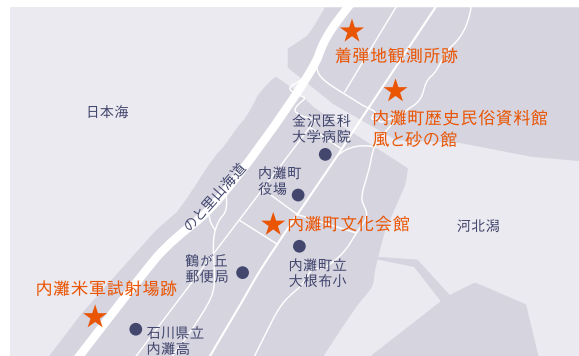 着弾地観測所跡
日本海
内灘町歴史民俗資料館
風と砂の館
金沢医科
大学病院
内灘町
役場
のと里山海道
内灘町文化会館
河北潟
鶴が丘
郵便局
内灘町立
大根布小
内灘米軍試射場跡
石川県立
内灘高